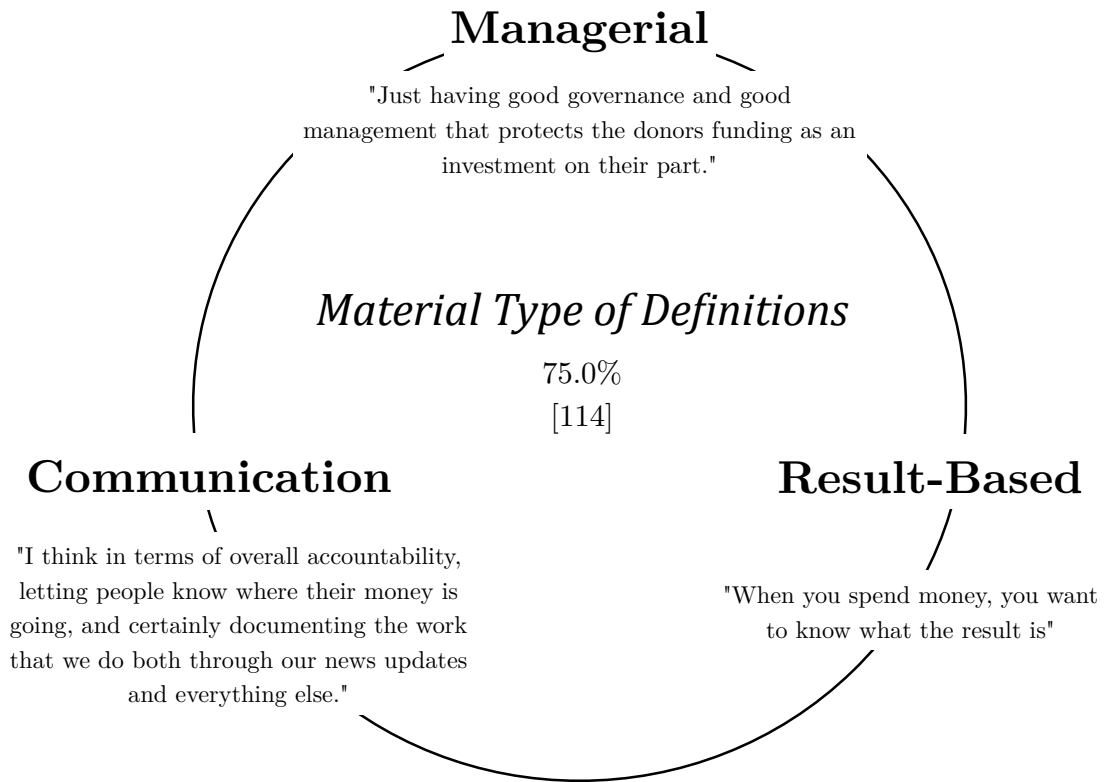 Managerial
"Just having good governance and good
management that protects the donors funding as an
investment on their part."
Material Type of Definitions
75.0%
[114]
Communication
"I think in terms of overall accountability,
letting people know where their money is
going, and certainly documenting the work
that we do both through our news updates
and everything else."
Result-Based
"When you spend money, you want
to know what the result is"